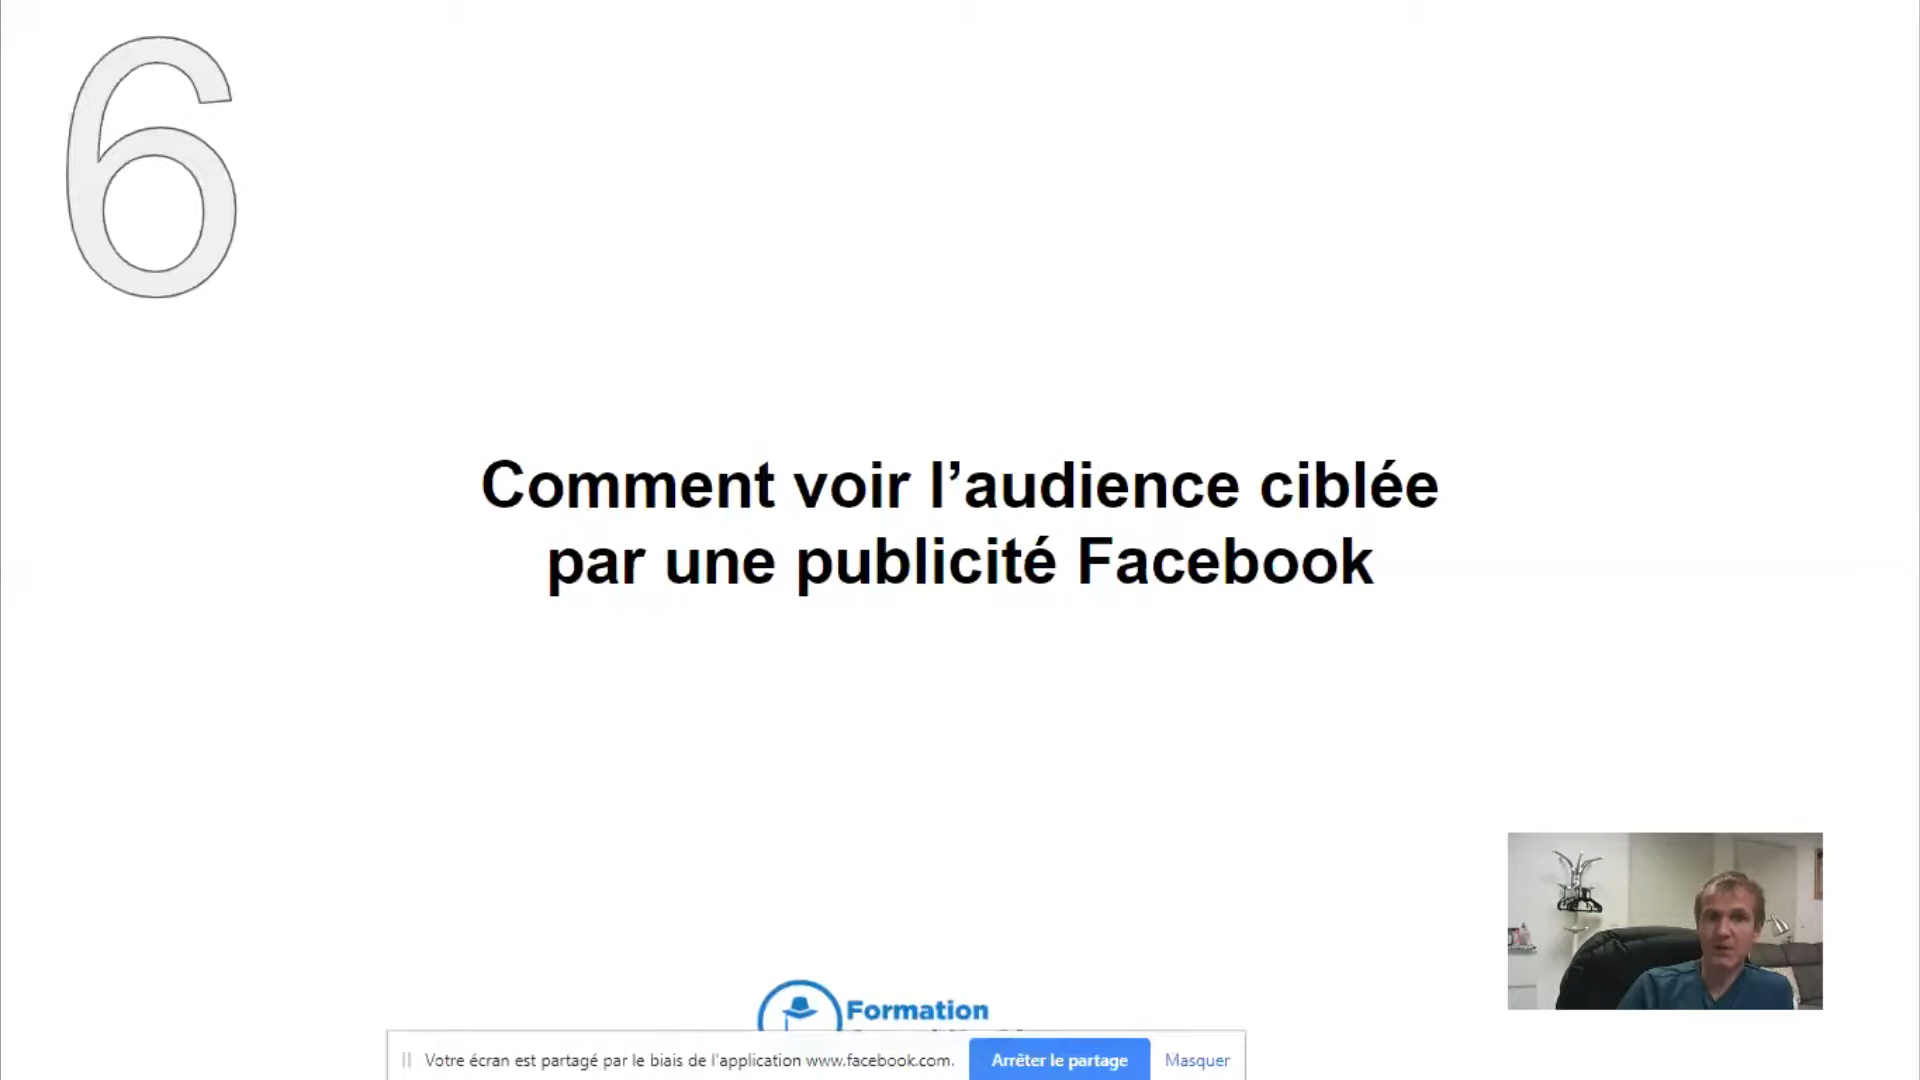 6
Comment voir l’audience ciblée
par une publicité Facebook
Formation
Votre écran est partagé par le biais de l'application www.facebook.com.
Arrêter le partage
Masquer